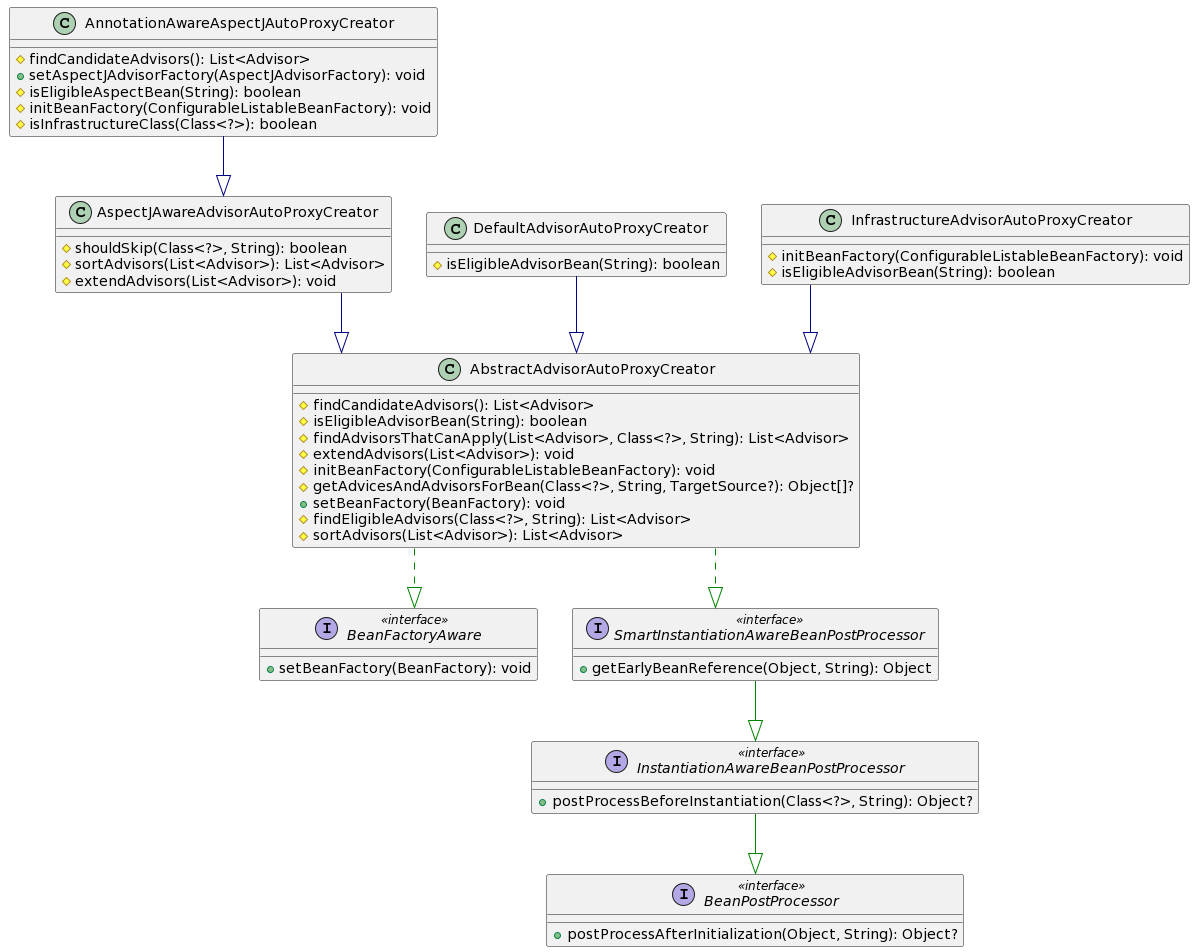 C AnnotationAwareAspectJAutoProxyCreator
findCandidateAdvisors(): List<Advisor>
setAspectJAdvisorFactory(AspectJAdvisorFactory): void
isEligibleAspectBean(String): boolean
initBeanFactory(ConfigurableListableBeanFactory): void
isInfrastructureClass(Class<?>): boolean
C AspectJAwareAdvisorAutoProxyCreator
shouldSkip(Class<?>, String): boolean
sortAdvisors(List<Advisor>): List<Advisor>
extendAdvisors(List<Advisor>): void
C DefaultAdvisorAutoProxyCreator
isEligibleAdvisorBean(String): boolean
C InfrastructureAdvisorAutoProxyCreator
initBeanFactory(ConfigurableListableBeanFactory): void
isEligibleAdvisorBean(String): boolean
C AbstractAdvisorAutoProxyCreator
findCandidateAdvisors(): List<Advisor>
isEligibleAdvisorBean(String): boolean
findAdvisorsThatCanApply(List<Advisor>, Class<?>, String): List<Advisor>
extendAdvisors(List<Advisor>): void
initBeanFactory(ConfigurableListableBeanFactory): void
getAdvicesAndAdvisorsForBean(Class<?>, String, TargetSource?): Object[]?
setBeanFactory(BeanFactory): void
findEligibleAdvisors(Class<?>, String): List<Advisor>
sortAdvisors(List<Advisor>): List<Advisor>
«interface»
I BeanFactoryAware
setBeanFactory(BeanFactory): void
«interface»
I SmartInstantiationAwareBeanPostProcessor
getEarlyBeanReference(Object, String): Object
«interface»
I InstantiationAwareBeanPostProcessor
postProcessBeforeInstantiation(Class<?>, String): Object?
«interface»
I BeanPostProcessor
postProcessAfterInitialization(Object, String): Object?